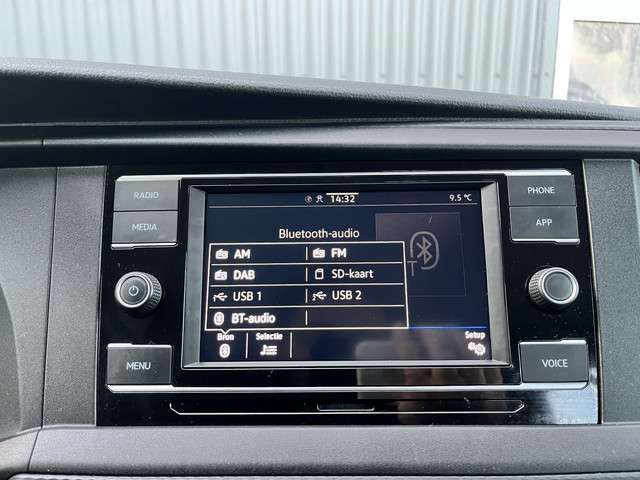 RADIO
MEDIA
MENU
14:32
9.5 °C
Bluetooth-audio
AM
FM
DAB
SD-kaart
USB 1
USB 2
BT-audio
Bron
Selectie
Setup
T
PHONE
APP
VOICE